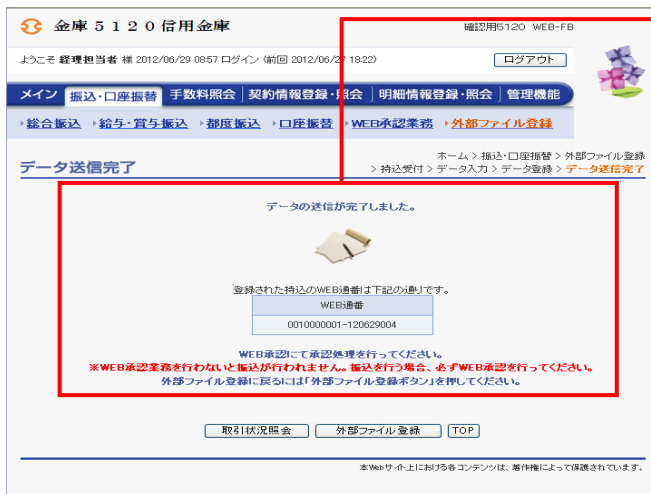 金庫５１２０信用金庫
確認用5120 WEB-FB
ようこそ 経理担当者 様 2012/06/29 08:57 ログイン (前回 2012/06/27 18:22)
ログアウト
メイン 振込・口座振替 手数料照会 契約情報登録・照会 明細情報登録・照会 管理機能
総合振込 給与・賞与振込 都度振込 口座振替 WEB承認業務 外部ファイル登録
データ送信完了
ホーム > 振込・口座振替 > 外部ファイル登録
> 持込受付 > データ入力 > データ登録 > データ送信完了
データの送信が完了しました。
登録された持込のWEB通番は下記の通りです。
WEB通番
0010000001-120629004
WEB承認にて承認処理を行ってください。
※WEB承認業務を行わないと振込が行われません。振込を行う場合、必ずWEB承認を行ってください。
外部ファイル登録に戻るには「外部ファイル登録ボタン」を押してください。
取引状況照会 外部ファイル登録 TOP
本Webサイト上における各コンテンツは、著作権によって保護されています。